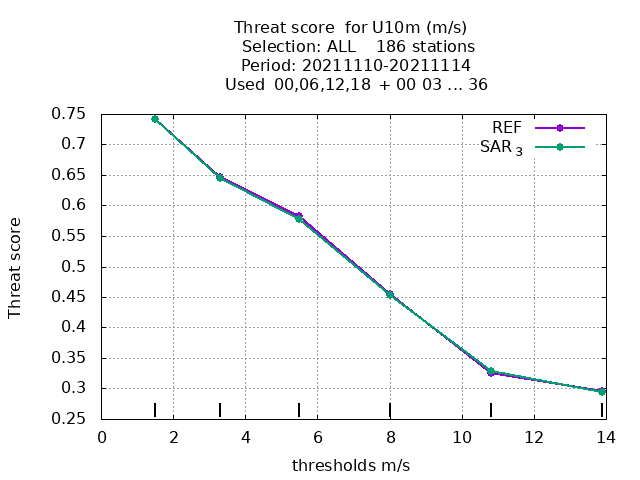 Threat score  for U10m (m/s)
Selection: ALL    186 stations
Period: 20211110-20211114
Used  00,06,12,18  + 00 03 ... 36
REF
SAR 3
Threat score
0.75
0.7
0.65
0.6
0.55
0.5
0.45
0.4
0.35
0.3
0.25
0 2 4 6 8 10 12 14
thresholds m/s